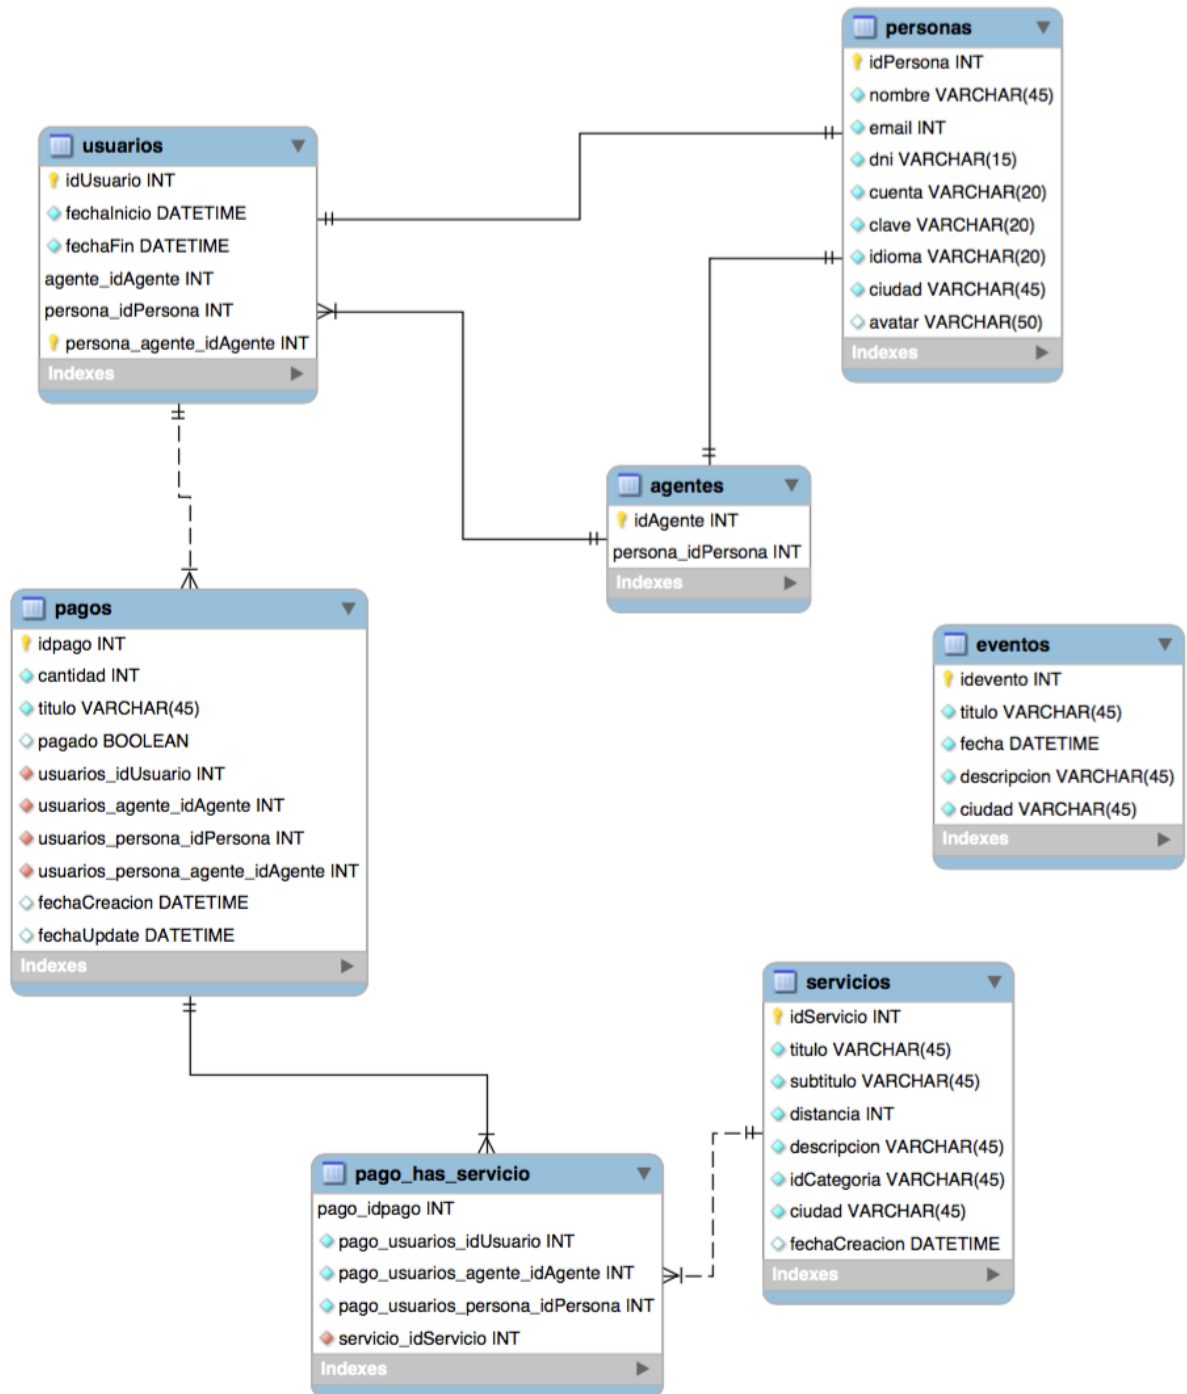 personas
idPersona INT
nombre VARCHAR(45)
email INT
dni VARCHAR(15)
cuenta VARCHAR(20)
clave VARCHAR(20)
idioma VARCHAR(20)
ciudad VARCHAR(45)
avatar VARCHAR(50)
Indexes
usuarios
idUsuario INT
fechaInicio DATETIME
fechaFin DATETIME
agente_idAgente INT
persona_idPersona INT
persona_agente_idAgente INT
Indexes
agentes
idAgente INT
persona_idPersona INT
Indexes
pagos
idpago INT
cantidad INT
titulo VARCHAR(45)
pagado BOOLEAN
usuarios_idUsuario INT
usuarios_agente_idAgente INT
usuarios_persona_idPersona INT
usuarios_persona_agente_idAgente INT
fechaCreacion DATETIME
fechaUpdate DATETIME
Indexes
eventos
idevento INT
titulo VARCHAR(45)
fecha DATETIME
descripcion VARCHAR(45)
ciudad VARCHAR(45)
Indexes
servicios
idServicio INT
titulo VARCHAR(45)
subtitulo VARCHAR(45)
distancia INT
descripcion VARCHAR(45)
idCategoria VARCHAR(45)
ciudad VARCHAR(45)
fechaCreacion DATETIME
Indexes
pago_has_servicio
pago_idpago INT
pago_usuarios_idUsuario INT
pago_usuarios_agente_idAgente INT
pago_usuarios_persona_idPersona INT
servicio_idServicio INT
Indexes